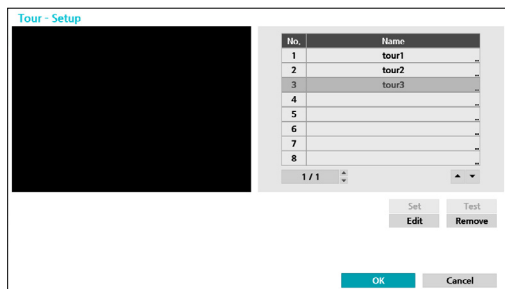 Tour - Setup
No. Name
1 tour1 ..
2 tour2 ..
3 tour3 ..
4 ..
5 ..
6 ..
7 ..
8 ..
1 / 1
Set Test
Edit Remove
OK Cancel